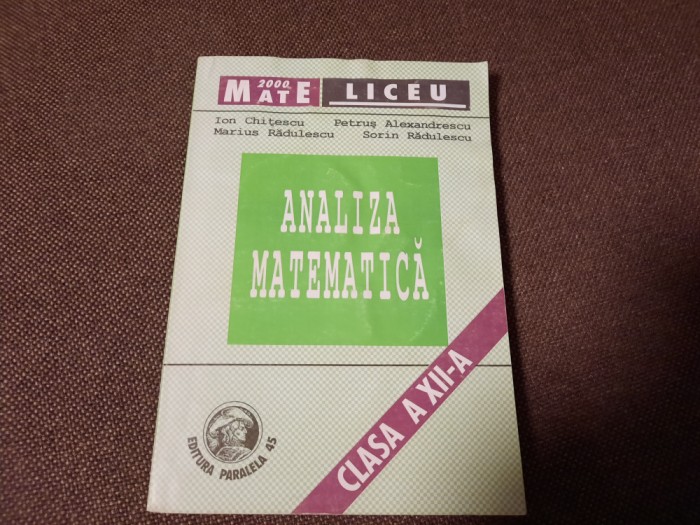 2000
MATE LICEU
Ion Chițescu Petruș Alexandrescu
Marius Rădulescu Sorin Rădulescu
ANALIZA
MATEMATICĂ
CLASA A XII-A
EDITURA PARALELA 45